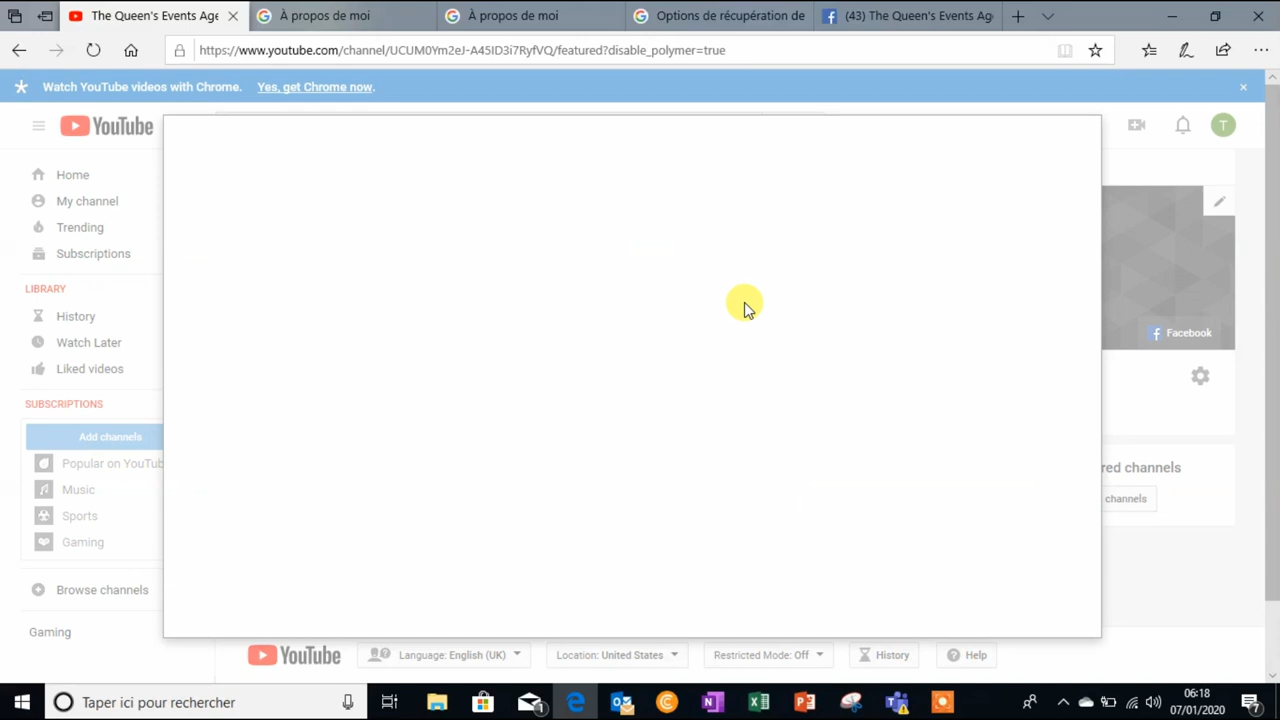 The Queen's Events Age
À propos de moi
À propos de moi
Options de récupération de
(43) The Queen's Events Ag
https://www.youtube.com/channel/UCUM0Ym2eJ-A45ID3i7RyfVQ/featured?disable_polymer=true
Watch YouTube videos with Chrome. Yes, get Chrome now.
YouTube
T
Home
My channel
Trending
Subscriptions
LIBRARY
History
Watch Later
Liked videos
Facebook
SUBSCRIPTIONS
Add channels
Popular on YouTub
Music
Sports
Gaming
red channels
channels
Browse channels
Gaming
YouTube
Language: English (UK)
Location: United States
Restricted Mode: Off
History
Help
Taper ici pour rechercher
1
06:18
07/01/2020
7